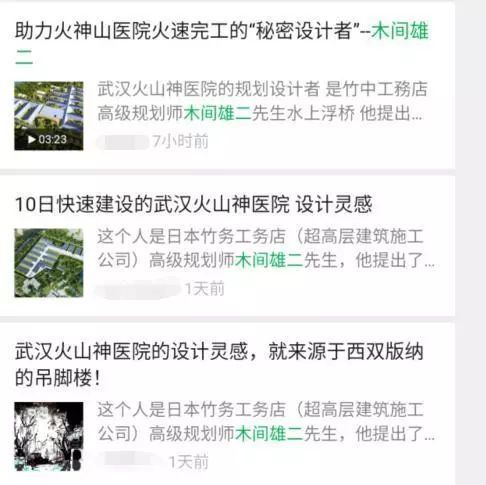 助力火神山医院火速完工的“秘密设计者”--木间雄
二
武汉火山神医院的规划设计者 是竹中工務店
高级规划师木间雄二先生水上浮桥 他提出...
03:23
7小时前
10日快速建设的武汉火山神医院 设计灵感
这个人是日本竹务工务店（超高层建筑施工
公司）高级规划师木间雄二先生，他提出了...
1天前
武汉火山神医院的设计灵感，就来源于西双版纳
的吊脚楼！
这个人是日本竹务工务店（超高层建筑施工
公司）高级规划师木间雄二先生，他提出了...
1天前